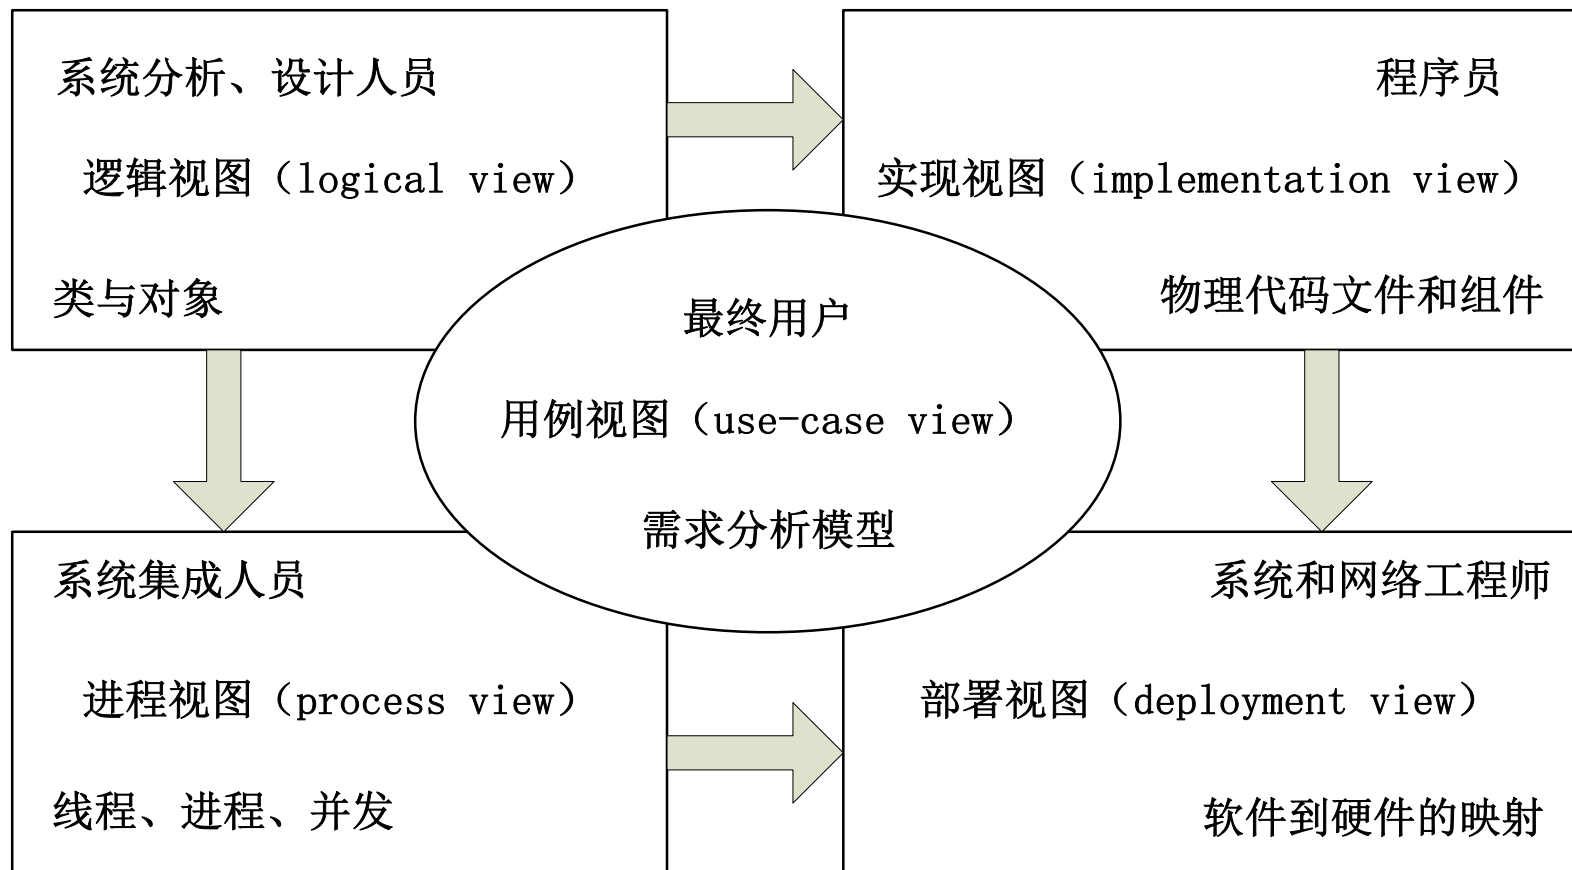 系统分析、设计人员
逻辑视图（logical view）
类与对象
程序员
实现视图（implementation view）
物理代码文件和组件
最终用户
用例视图（use-case view）
需求分析模型
系统集成人员
进程视图（process view）
线程、进程、并发
系统和网络工程师
部署视图（deployment view）
软件到硬件的映射